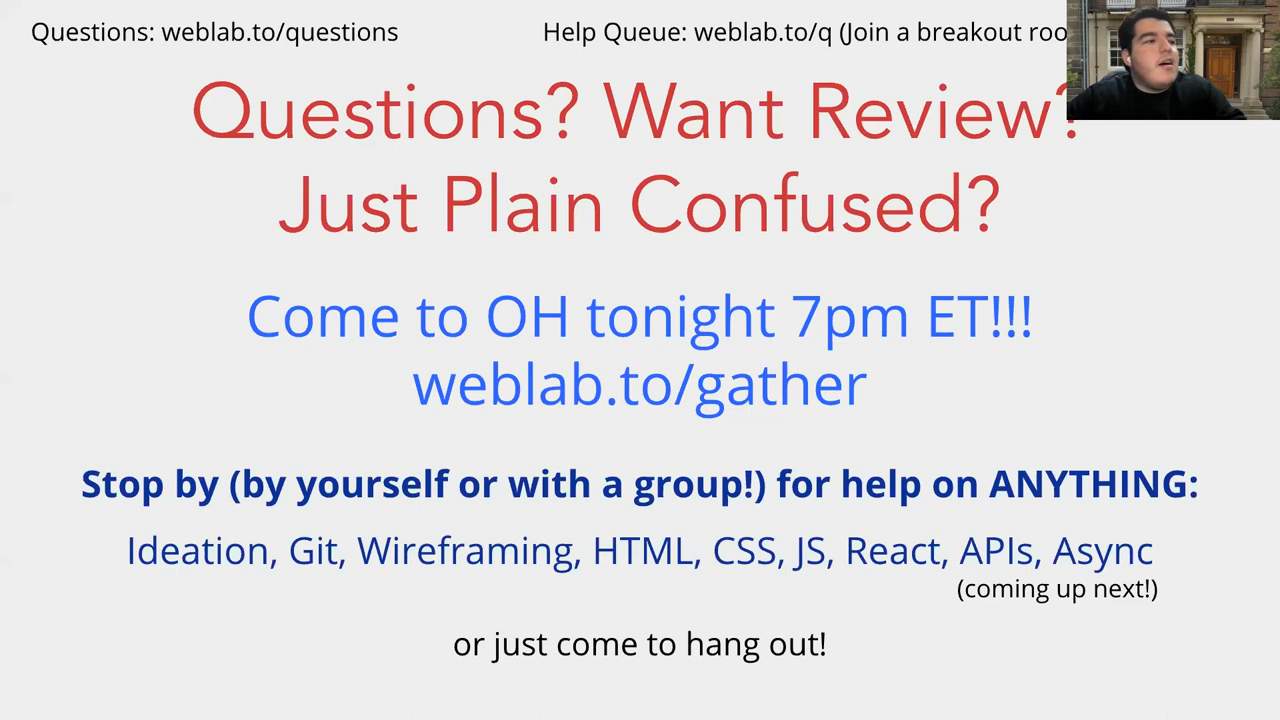 Questions: weblab.to/questions
Help Queue: weblab.to/q (Join a breakout roo
Questions? Want Review?
Just Plain Confused?
Come to OH tonight 7pm ET!!!
weblab.to/gather
Stop by (by yourself or with a group!) for help on ANYTHING:
Ideation, Git, Wireframing, HTML, CSS, JS, React, APIs, Async
(coming up next!)
or just come to hang out!